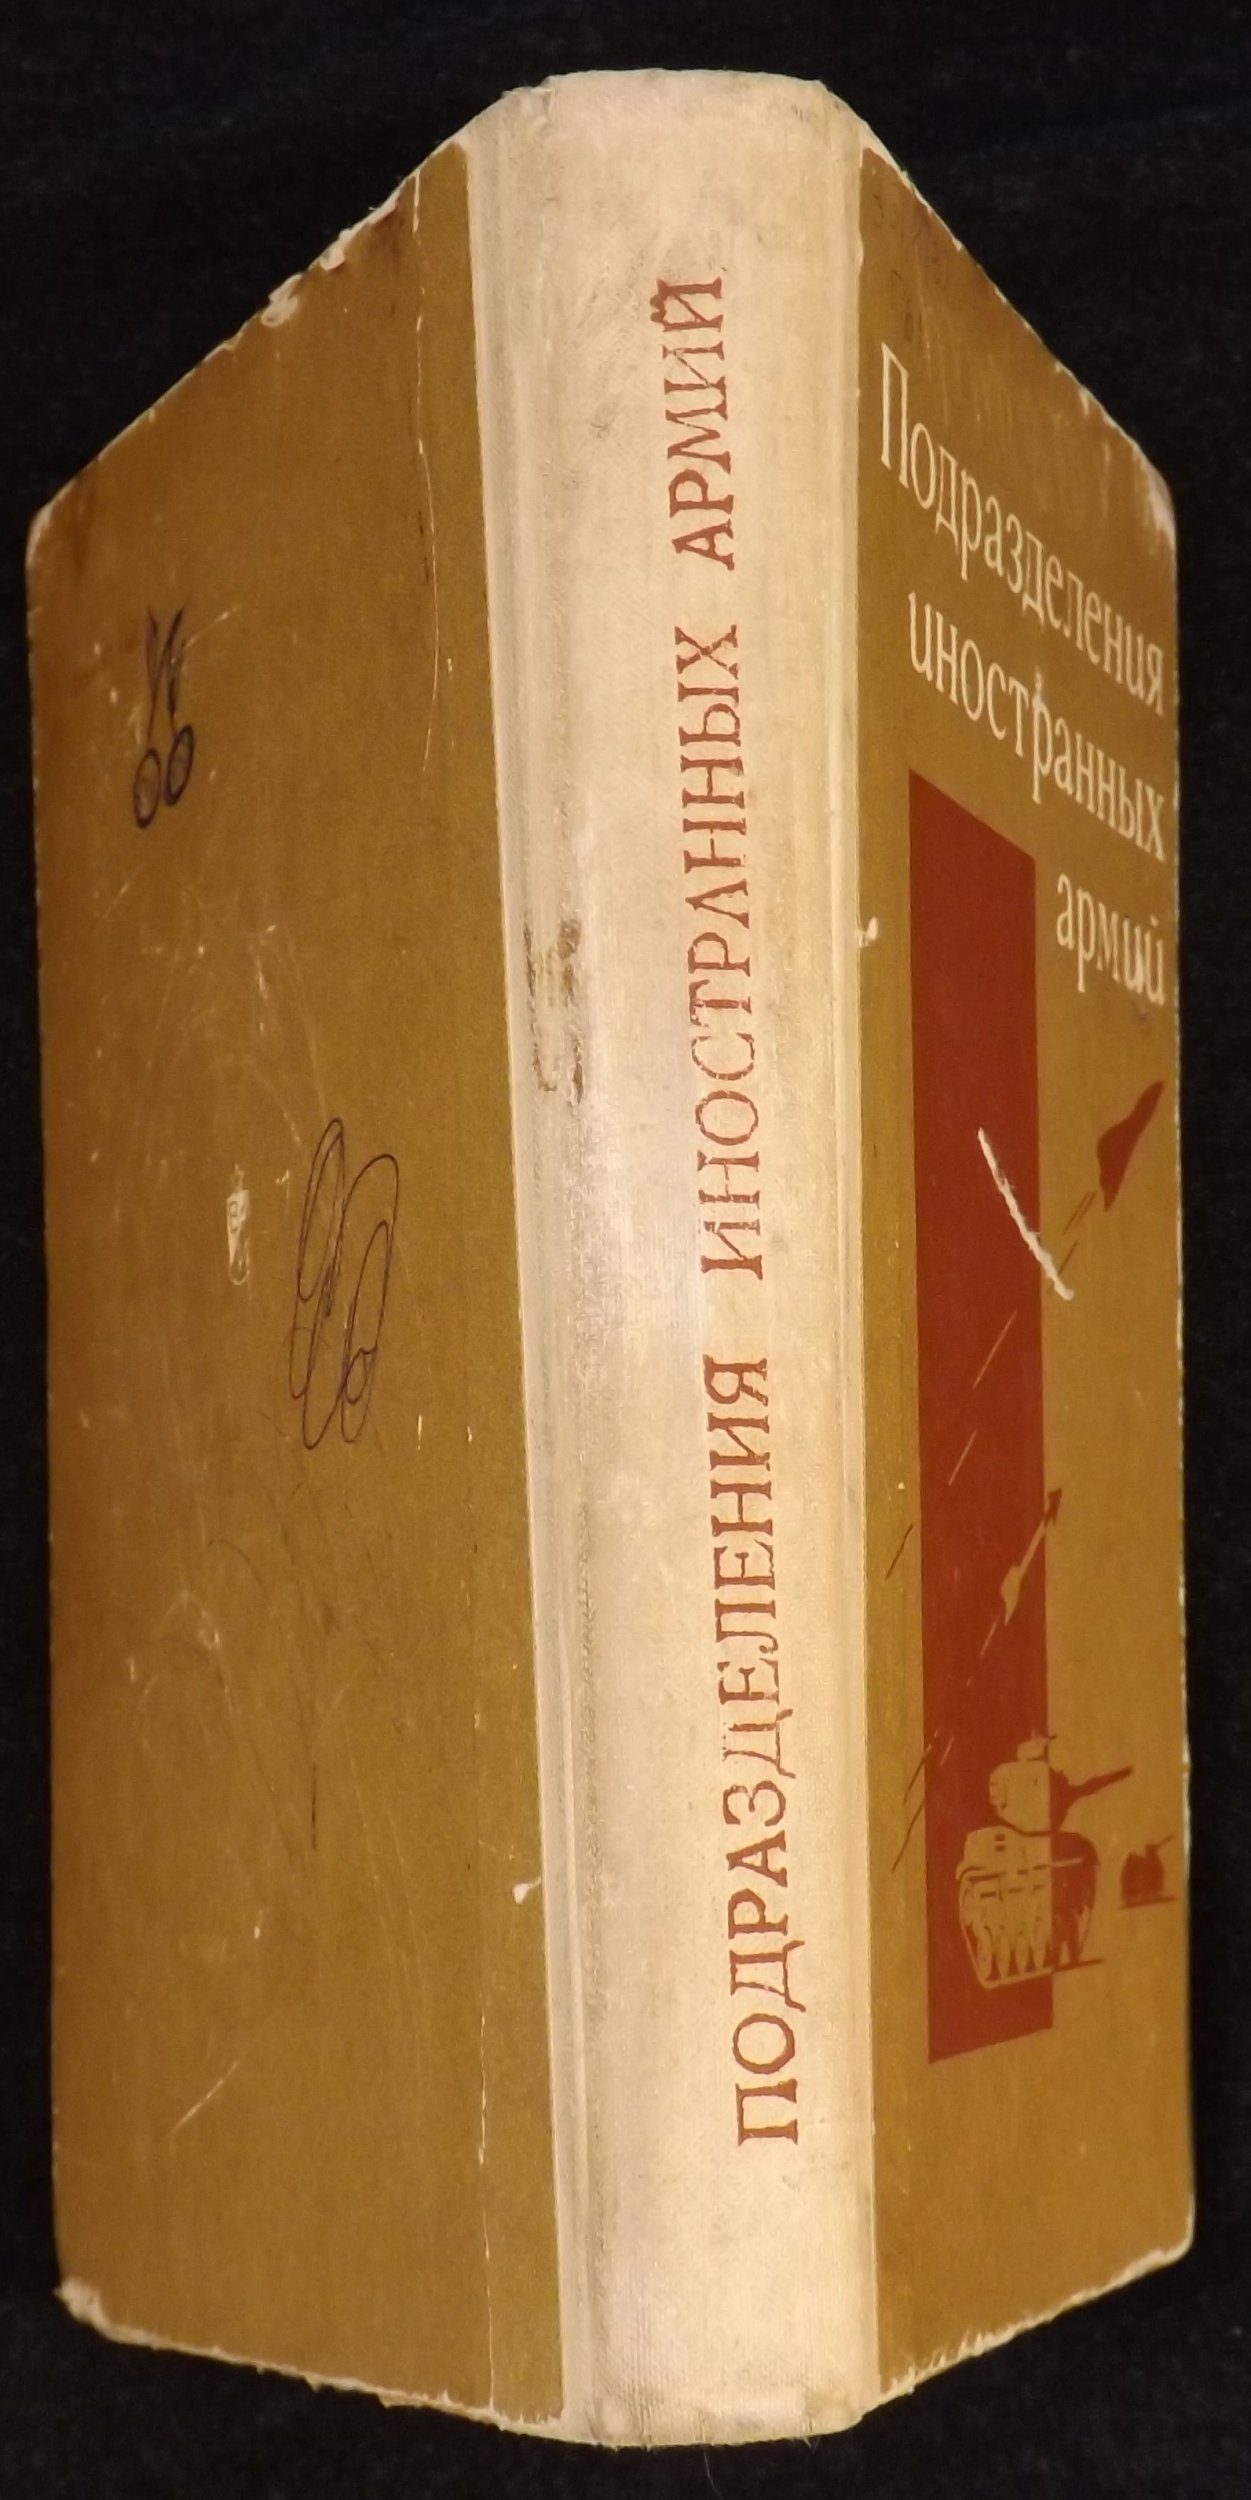 ПОДРАЗДЕЛЕНИЯ ИНОСТРАННЫХ АРМИЙ
Подразделения
иностранных
армий